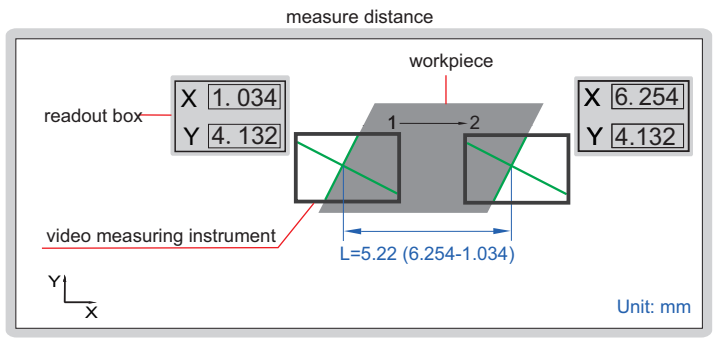 measure distance
workpiece
readout box
X 1.034
Y 4.132
1
2
X 6.254
Y 4.132
video measuring instrument
L=5.22 (6.254-1.034)
Y
X
Unit: mm